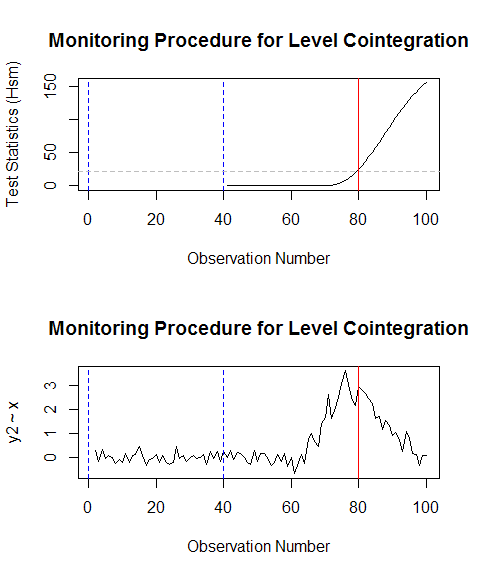 Monitoring Procedure for Level Cointegration
Test Statistics (Hsm)
150
50
0
0 20 40 60 80 100
Observation Number
Monitoring Procedure for Level Cointegration
y2 ~ x
3
2
1
0
0 20 40 60 80 100
Observation Number